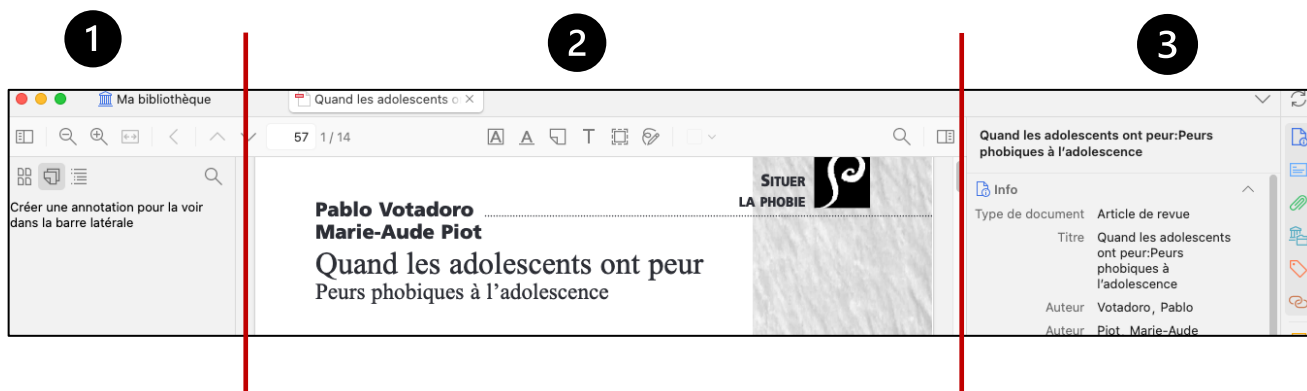 1
2
3
Ma bibliothèque
Quand les adolescents o
57 1/14
A A T
Quand les adolescents ont peur:Peurs
phobiques à l'adolescence
Créer une annotation pour la voir
dans la barre latérale
SITUER
LA PHOBIE
Pablo Votadoro
Marie-Aude Piot
Quand les adolescents ont peur
Peurs phobiques à l'adolescence
Info
Type de document Article de revue
Titre Quand les adolescents
ont peur:Peurs
phobiques à
l'adolescence
Auteur Votadoro, Pablo
Auteur Piot Marie-Aude